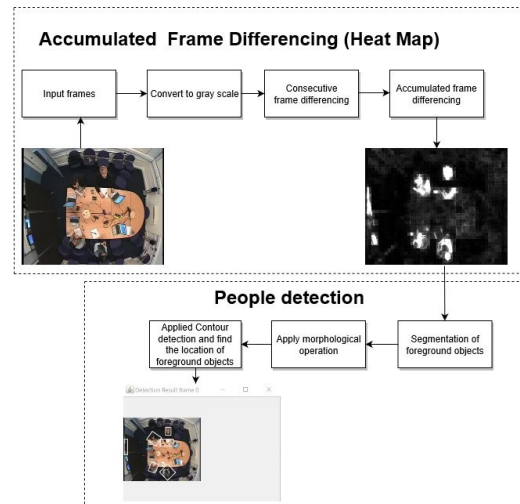 Accumulated Frame Differencing (Heat Map)
Input frames
Convert to gray scale
Consecutive
frame differencing
Accumulated frame
differencing
People detection
Applied Contour
detection and find
the location of
foreground objects
Apply morphological
operation
Segmentation of
foreground objects
Detection Result frame 0